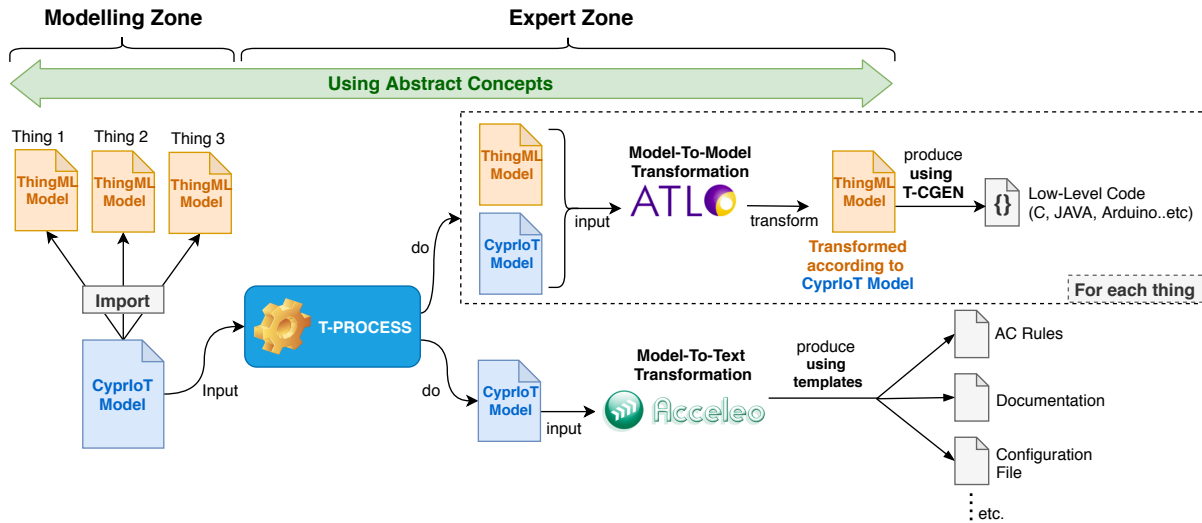 Modelling Zone
Expert Zone
Using Abstract Concepts
Thing 1
Thing 2
Thing 3
ThingML
Model
ThingML
Model
ThingML
Model
Import
CyprIoT
Model
Input
T-PROCESS
do
do
ThingML
Model
CyprIoT
Model
input
Model-To-Model
Transformation
ATL
transform
ThingML
Model
Transformed
according to
CyprIoT Model
produce
using
T-CGEN
{}
Low-Level Code
(C, JAVA, Arduino..etc)
For each thing
CyprIoT
Model
input
Model-To-Text
Transformation
Acceleo
produce
using
templates
AC Rules
Documentation
Configuration
File
etc.